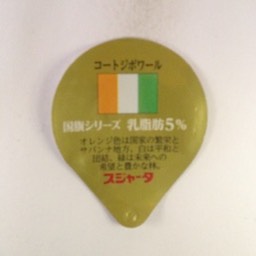 コートジボワール
国旗シリーズ 乳脂肪5%
オレンジ色は国家の繁栄と
サバンナ地方、白は平和と
団結、緑は未来への
希望と豊かな林。
スジャータ